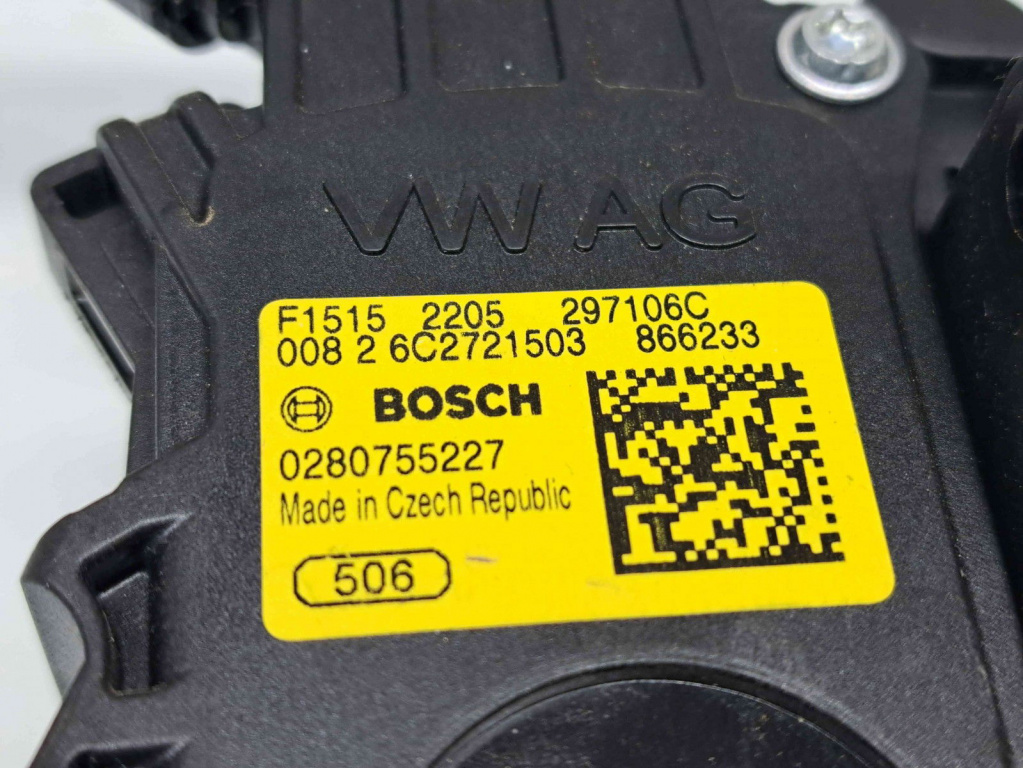 VW AG
F1515 2205 297106C
008 2 6C2721503 866233
BOSCH
0280755227
Made in Czech Republic
506